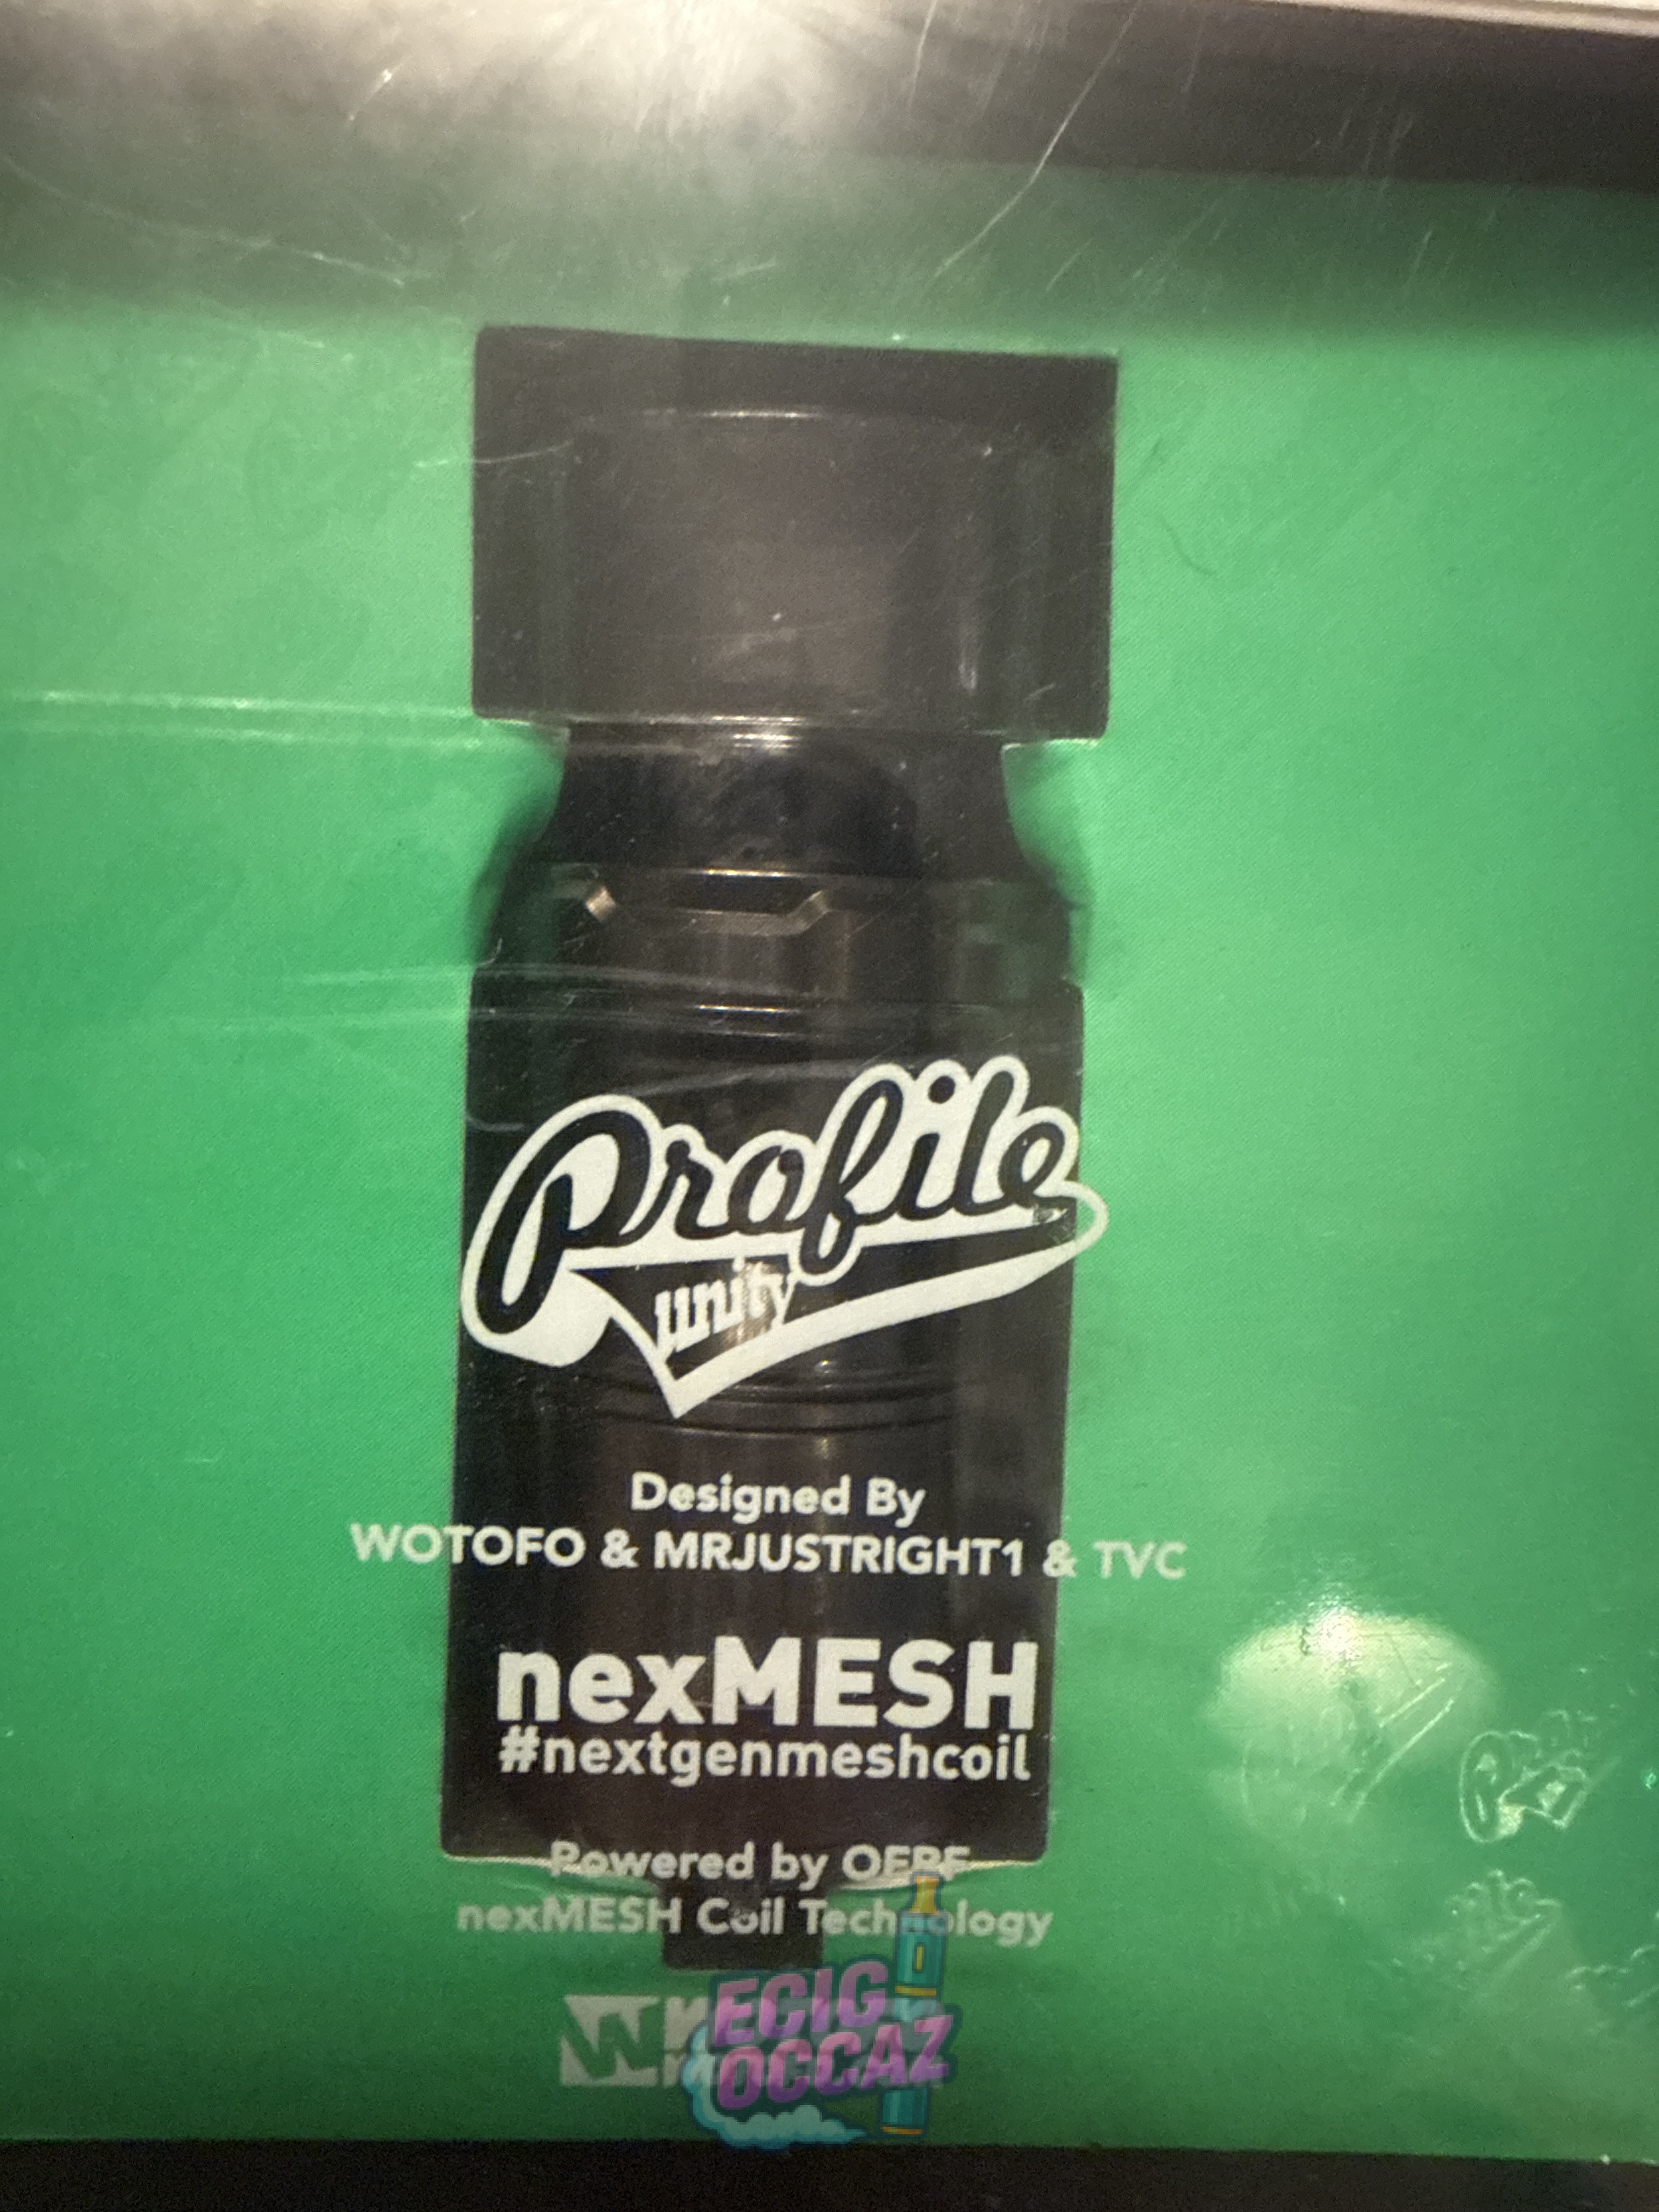 Profile
unity
Designed By
WOTOFO & MRJUSTRIGHT1 & TVC
nexMESH
#nextgenmeshcoil
Powered by OFRF
nexMESH Coil Technology
ECIG
OCCAZ